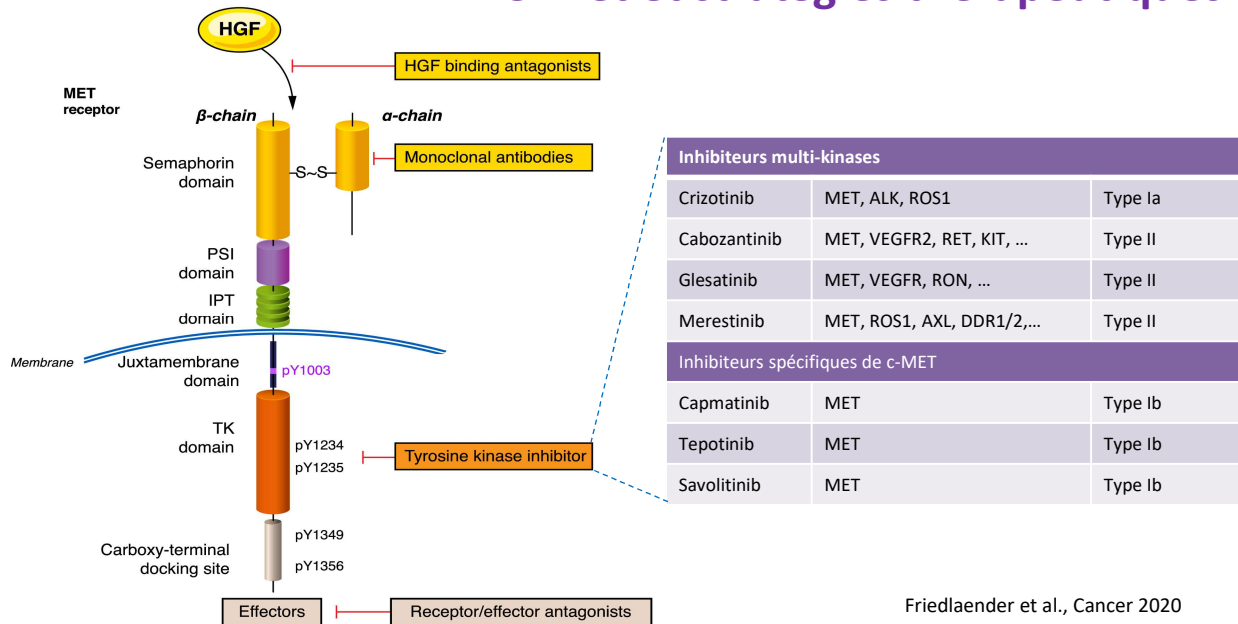 HGF
HGF binding antagonists
MET
receptor
β-chain
α-chain
Semaphorin
domain
-S~S-
Monoclonal antibodies
PSI
domain
IPT
domain
Membrane
Juxtamembrane
domain
pY1003
TK
domain
pY1234
pY1235
Tyrosine kinase inhibitor
Carboxy-terminal
docking site
pY1349
pY1356
Effectors
Receptor/effector antagonists
Inhibiteurs multi-kinases
Crizotinib MET, ALK, ROS1 Type Ia
Cabozantinib MET, VEGFR2, RET, KIT, ... Type II
Glesatinib MET, VEGFR, RON, ... Type II
Merestinib MET, ROS1, AXL, DDR1/2,... Type II
Inhibiteurs spécifiques de c-MET
Capmatinib MET Type Ib
Tepotinib MET Type Ib
Savolitinib MET Type Ib
Friedlaender et al., Cancer 2020